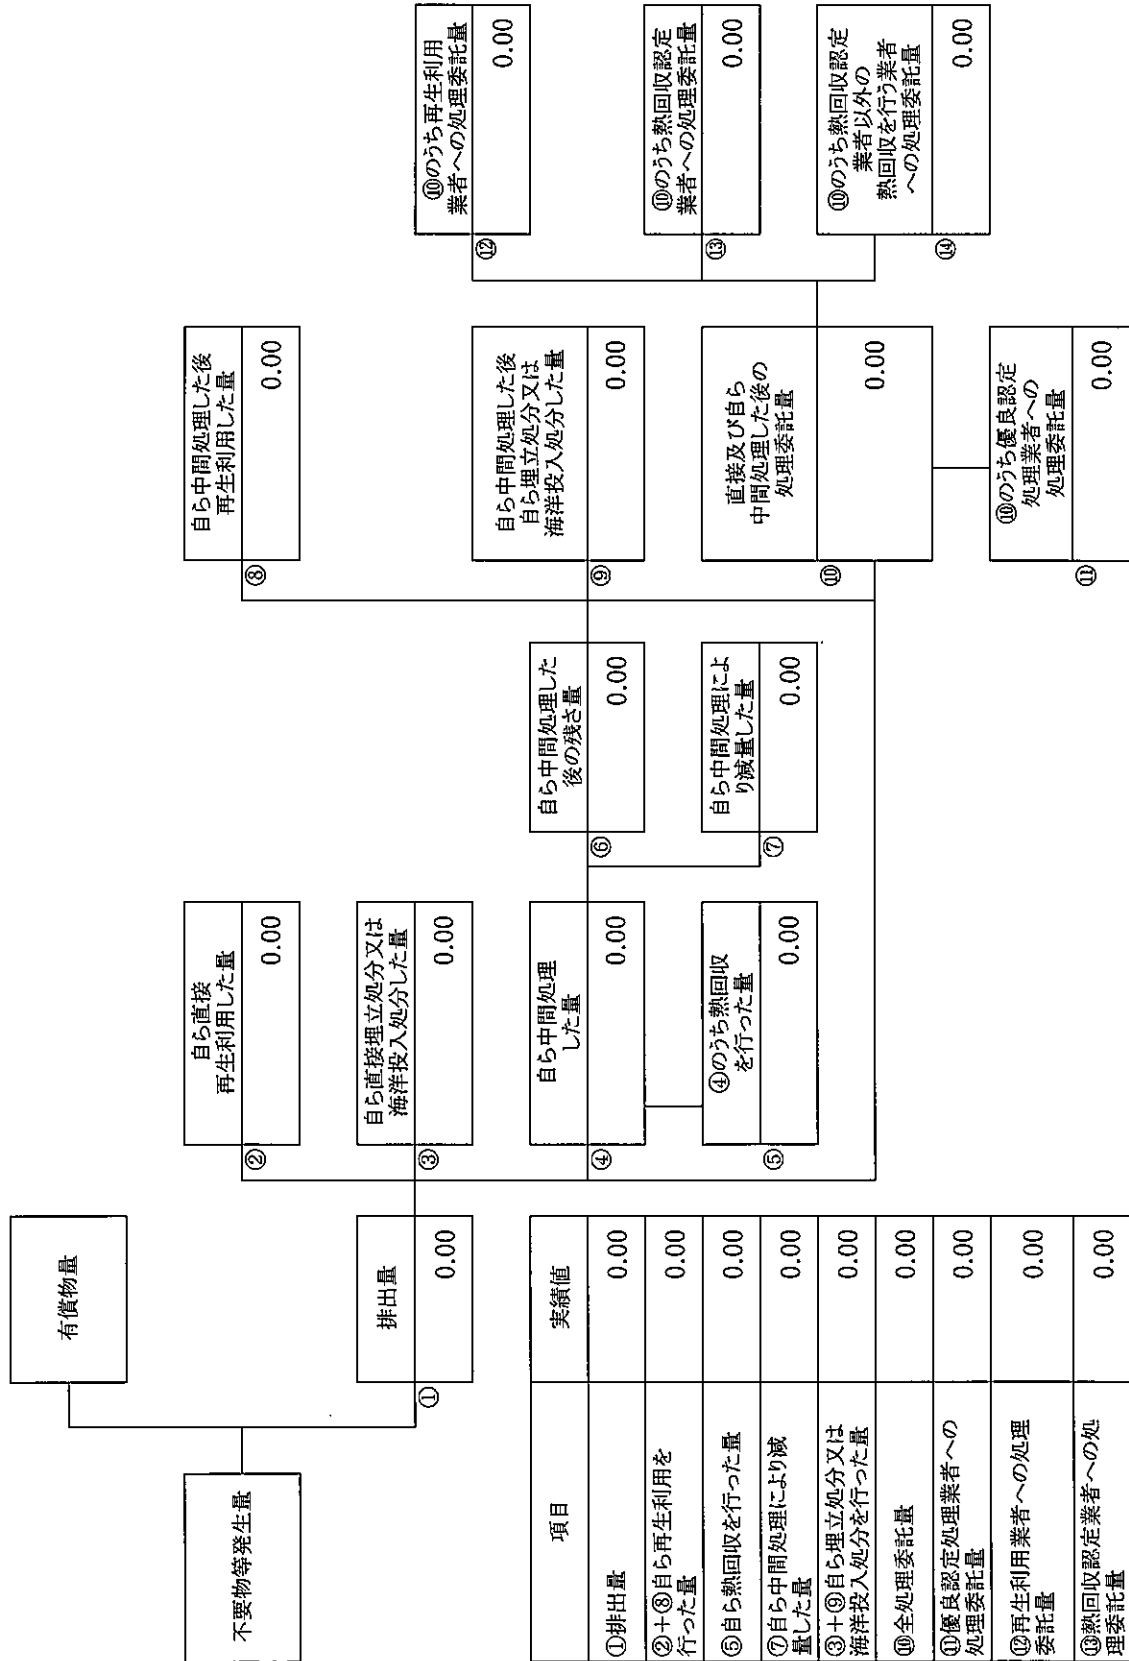 不要物等発生量
有償物量
①
排出量
0.00
②
自ら直接
再生利用した量
0.00
③
自ら直接埋立処分又は
海洋投入処分した量
0.00
④
自ら中間処理
した量
0.00
⑤
④のうち熱回収
を行った量
0.00
⑥
自ら中間処理した
後の残さ量
0.00
⑦
自ら中間処理によ
り減量した量
0.00
⑧
自ら中間処理した後
再生利用した量
0.00
⑨
自ら中間処理した後
自ら埋立処分又は
海洋投入処分した量
0.00
⑩
直接及び自ら
中間処理した後の
処理委託量
0.00
⑪
⑩のうち優良認定
処理業者への
処理委託量
0.00
⑫
⑩のうち再生利用
業者への処理委託量
0.00
⑬
⑩のうち熱回収認定
業者への処理委託量
0.00
⑭
⑩のうち熱回収認定
業者以外の
熱回収を行う業者
への処理委託量
0.00
項目 実績値
①排出量 0.00
②+⑧自ら再生利用を
行った量 0.00
⑤自ら熱回収を行った量 0.00
⑦自ら中間処理により減
量した量 0.00
③+⑨自ら埋立処分又は
海洋投入処分を行った量 0.00
⑩全処理委託量 0.00
⑪優良認定処理業者への
処理委託量 0.00
⑫再生利用業者への処理
委託量 0.00
⑬熱回収認定業者への処
理委託量 0.00